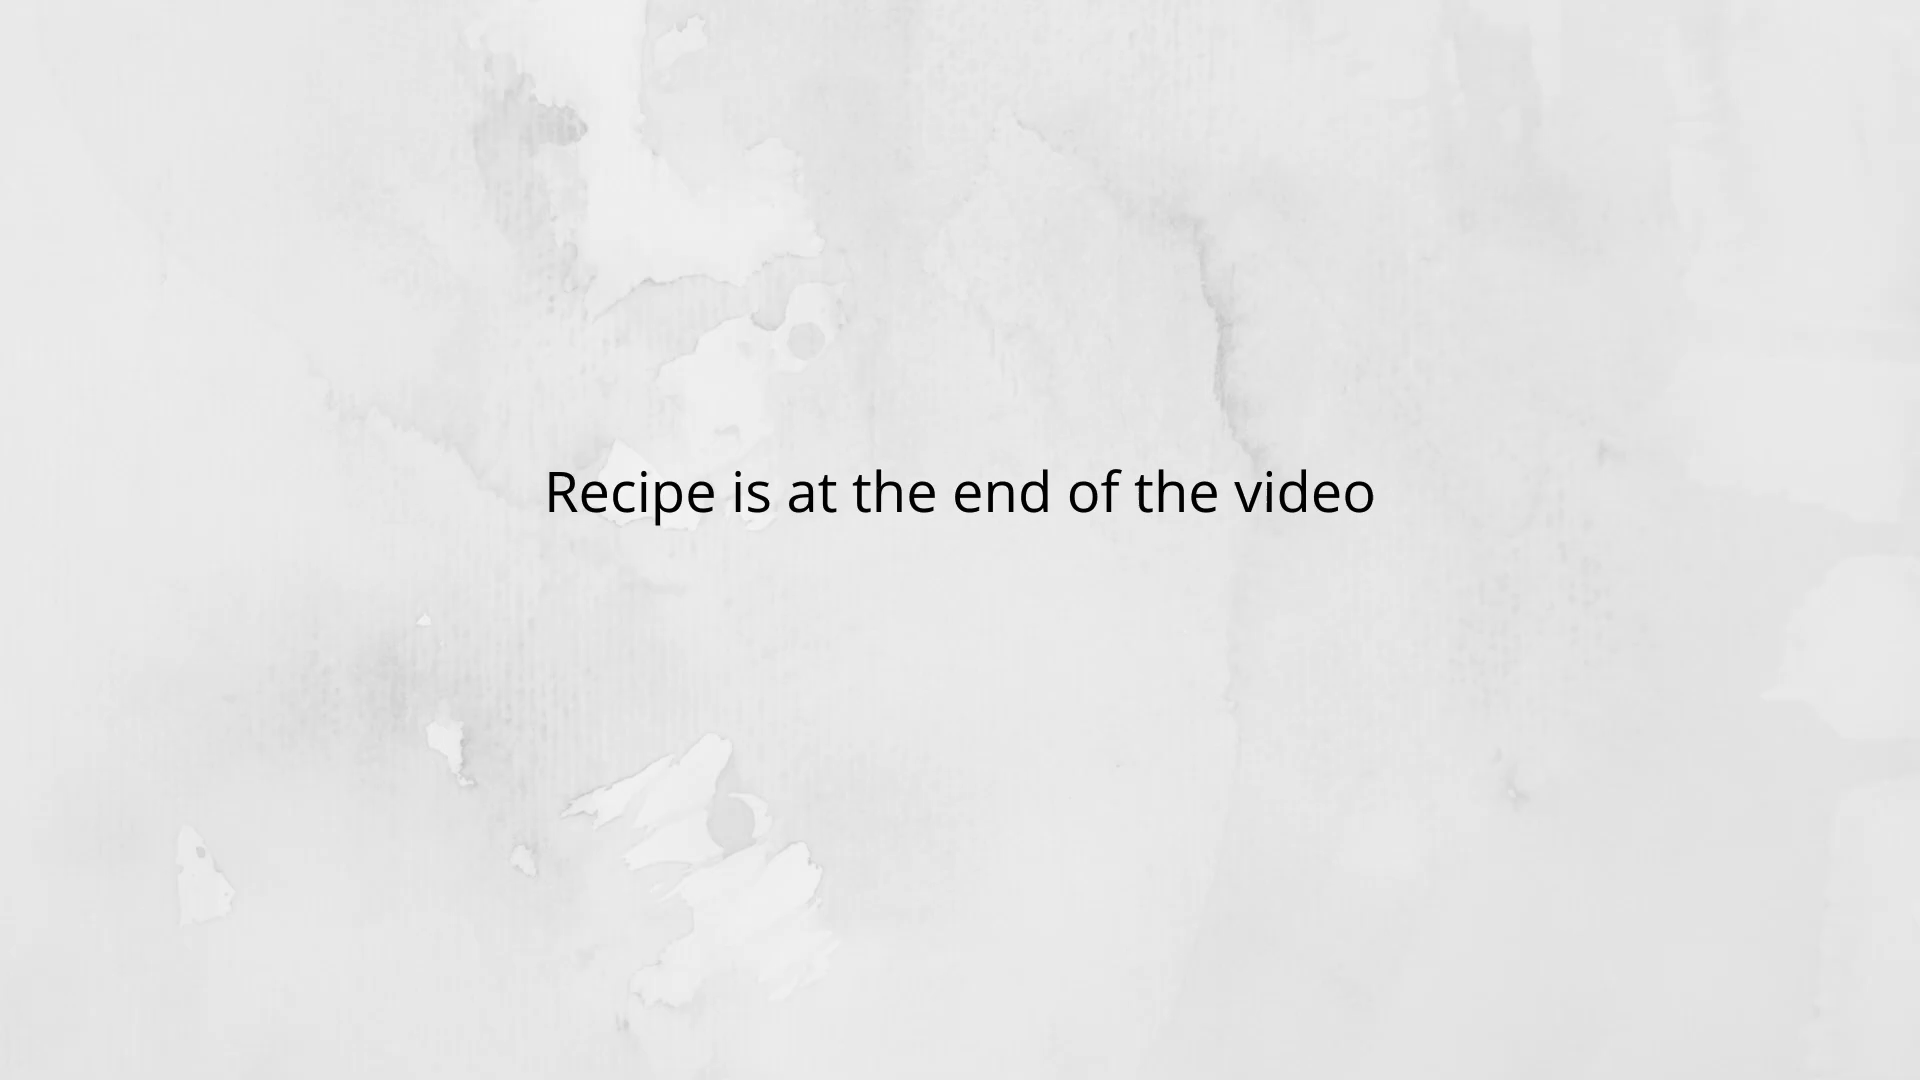 Recipe is at the end of the video